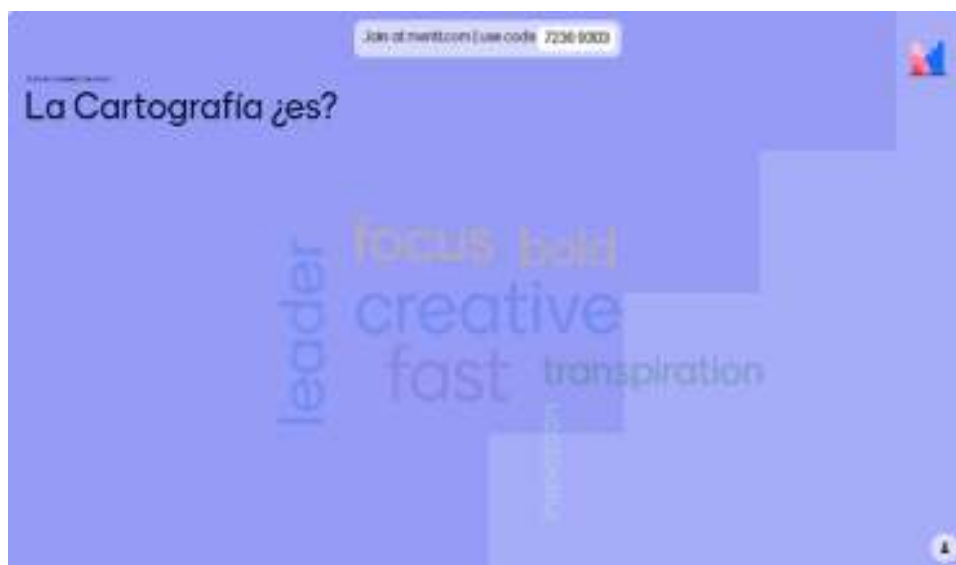 Join at menti.com | use code 7236 9303
La Cartografía ¿es?
leader
focus bold
creative
fast transpiration